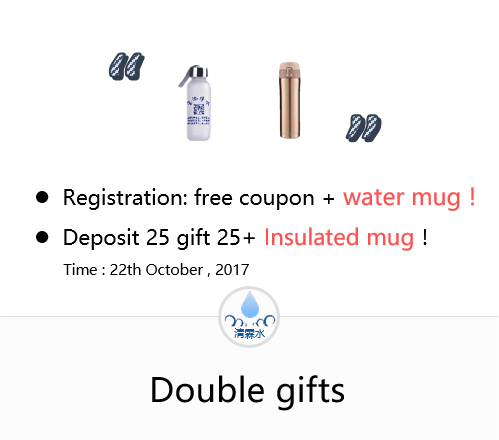 Registration: free coupon + water mug !
Deposit 25 gift 25+ Insulated mug !
Time : 22th October , 2017
清霖水
Double gifts